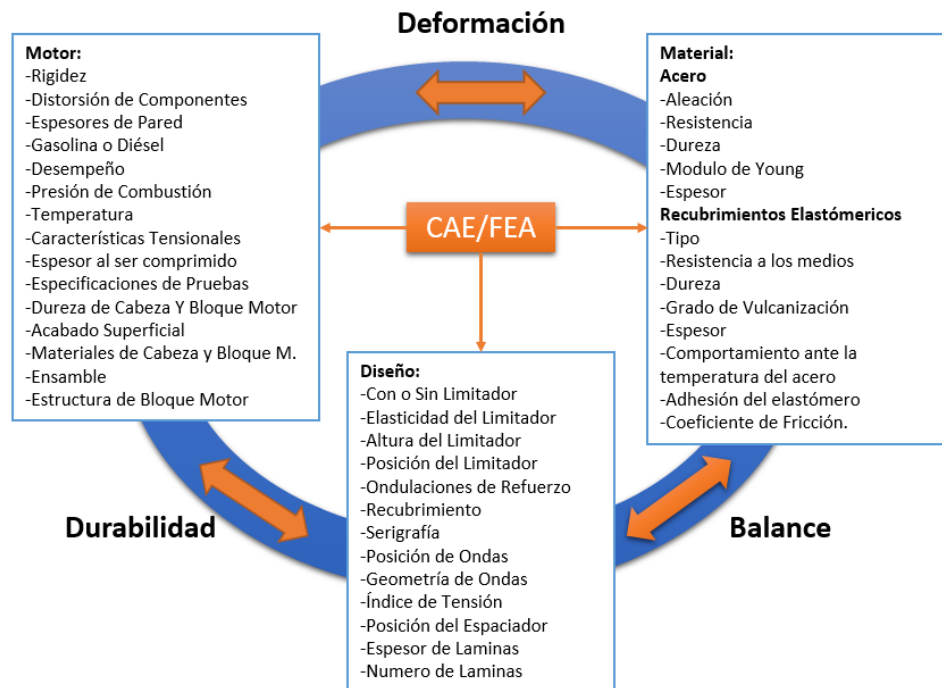 Deformación
Motor:
-Rigidez
-Distorsión de Componentes
-Espesores de Pared
-Gasolina o Diésel
-Desempeño
-Presión de Combustión
-Temperatura
-Características Tensionales
-Espesor al ser comprimido
-Especificaciones de Pruebas
-Dureza de Cabeza Y Bloque Motor
-Acabado Superficial
-Materiales de Cabeza y Bloque M.
-Ensamble
-Estructura de Bloque Motor
CAE/FEA
Material:
Acero
-Aleación
-Resistencia
-Dureza
-Modulo de Young
-Espesor
Recubrimientos Elastómericos
-Tipo
-Resistencia a los medios
-Dureza
-Grado de Vulcanización
-Espesor
-Comportamiento ante la
temperatura del acero
-Adhesión del elastómero
-Coeficiente de Fricción.
Durabilidad
Diseño:
-Con o Sin Limitador
-Elasticidad del Limitador
-Altura del Limitador
-Posición del Limitador
-Ondulaciones de Refuerzo
-Recubrimiento
-Serigrafía
-Posición de Ondas
-Geometría de Ondas
-Índice de Tensión
-Posición del Espaciador
-Espesor de Laminas
-Numero de Laminas
Balance